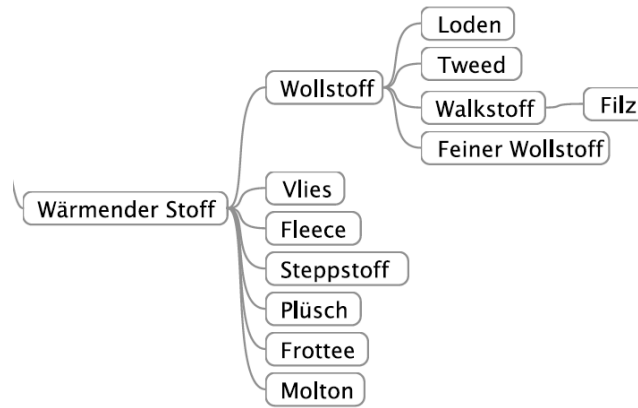 Loden
Tweed
Wollstoff
Walkstoff
Filz
Feiner Wollstoff
Vlies
Wärmender Stoff
Fleece
Steppstoff
Plüsch
Frottee
Molton